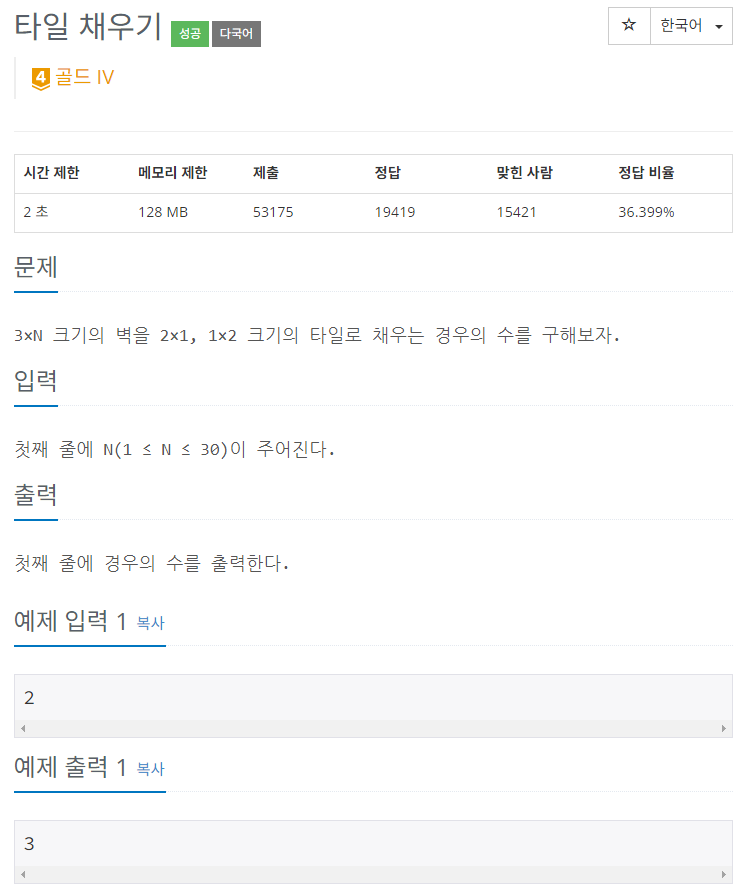 타일 채우기 성공 다국어 ☆ 한국어
4 골드 IV
시간 제한 메모리 제한 제출 정답 맞힌 사람 정답 비율
2 초 128 MB 53175 19419 15421 36.399%
문제
3×N 크기의 벽을 2×1, 1×2 크기의 타일로 채우는 경우의 수를 구해보자.
입력
첫째 줄에 N(1 ≤ N ≤ 30)이 주어진다.
출력
첫째 줄에 경우의 수를 출력한다.
예제 입력 1 복사
2
예제 출력 1 복사
3